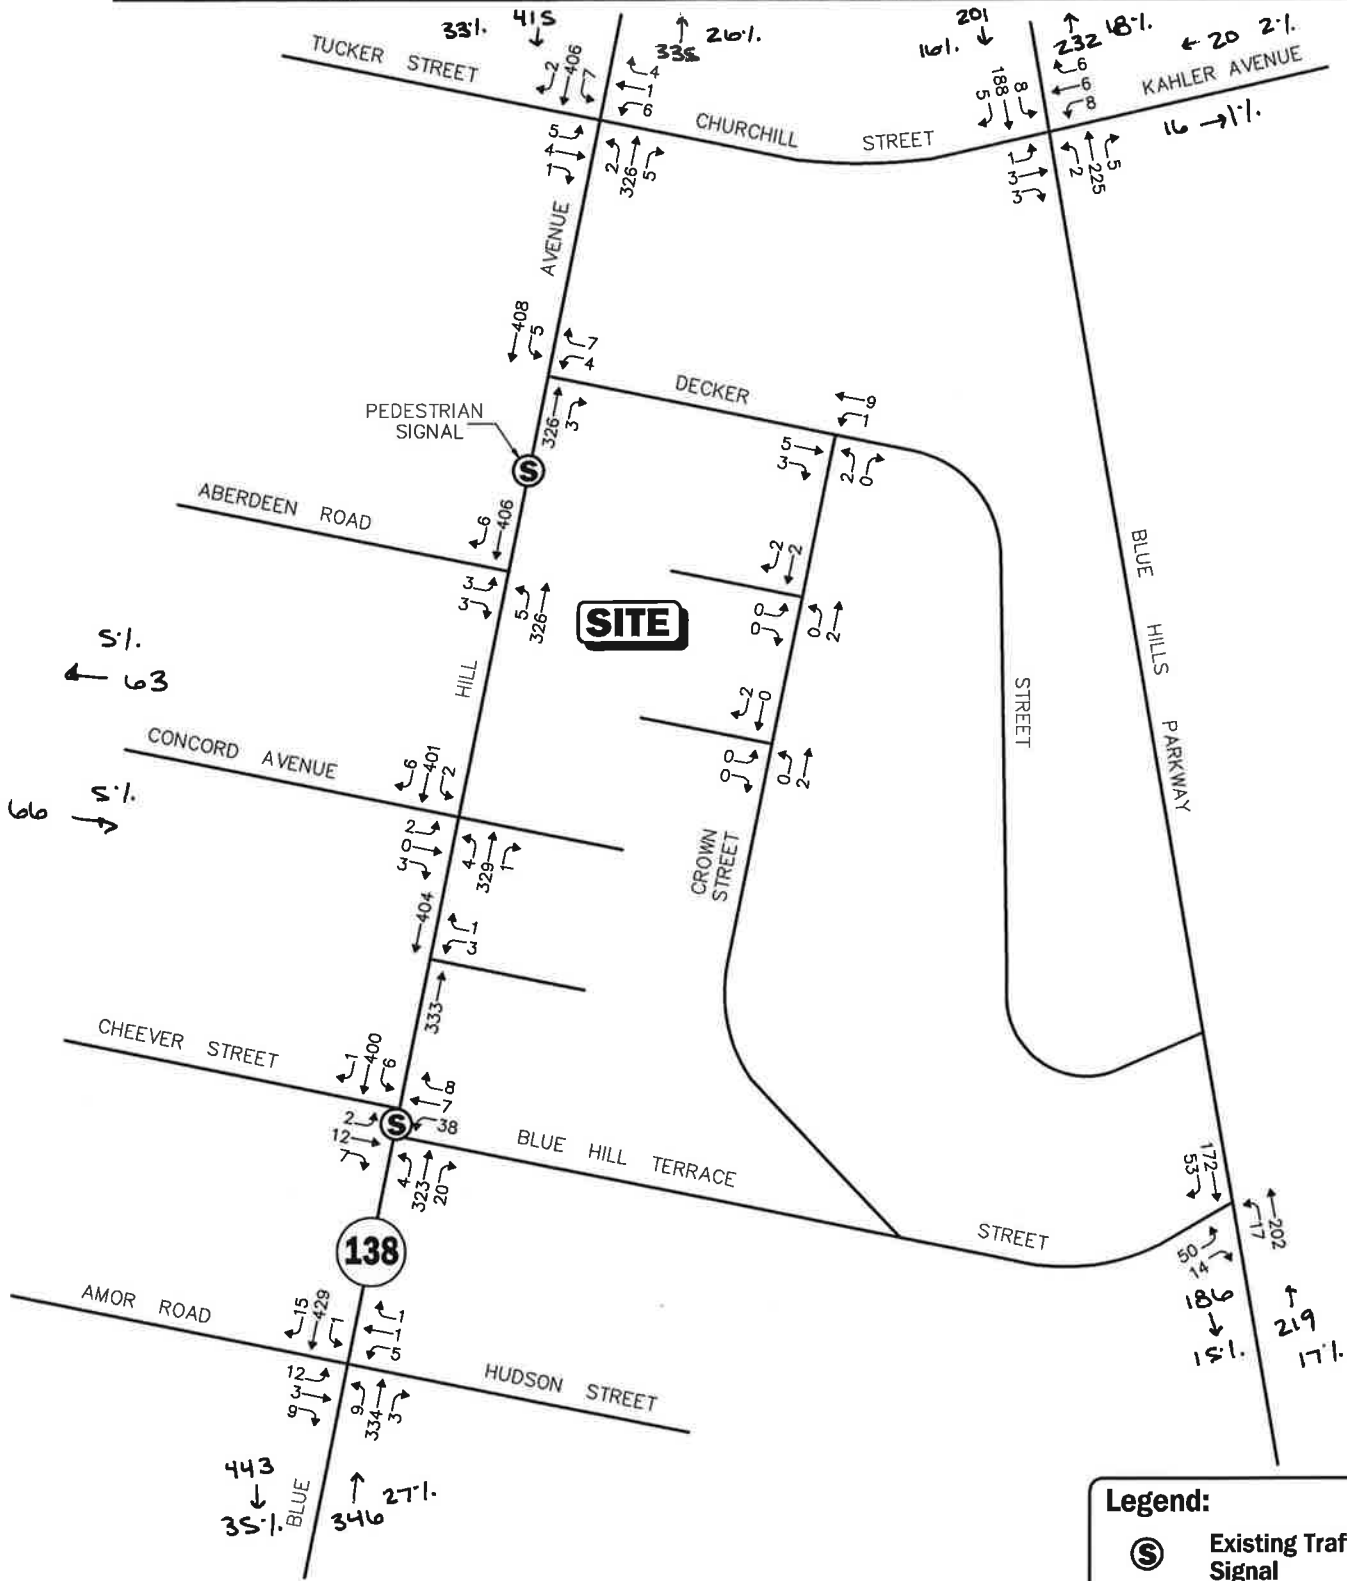 33% 415 ↓
335 ↑ 26%
201 ↓
16%
232 ↑ 18%
← 20 2%
TUCKER STREET
2 406 7
4
1
6
188
5
8
6
6
8
KAHLER AVENUE
16 → 1%
CHURCHILL STREET
5
4
1
2 326 5
1
3
3
2 225 5
AVENUE
408 5
7
4
DECKER
9
1
PEDESTRIAN
SIGNAL
326 3
5
3
2 0
S
ABERDEEN ROAD
6 406
3
3
5 326
SITE
2 2
0
0
0 2
BLUE HILLS PARKWAY
5%
← 63
HILL
STREET
2 0
0
0
0 2
CONCORD AVENUE
6 401 2
66 → 5%
2
0
3
4 329 1
CROWN
STREET
404
1
3
333
CHEEVER STREET
1 400 6
8
7
38
S
2
12
7
4 323 20
BLUE HILL TERRACE
STREET
172
53
17 202
50
14
186 ↓
15%
↑ 219
17%
138
AMOR ROAD
15 429 1
1
1
5
12
3
9
9 334 3
HUDSON STREET
443 ↓
35%
BLUE
↑ 27%
346
Legend:
S Existing Traf
Signal